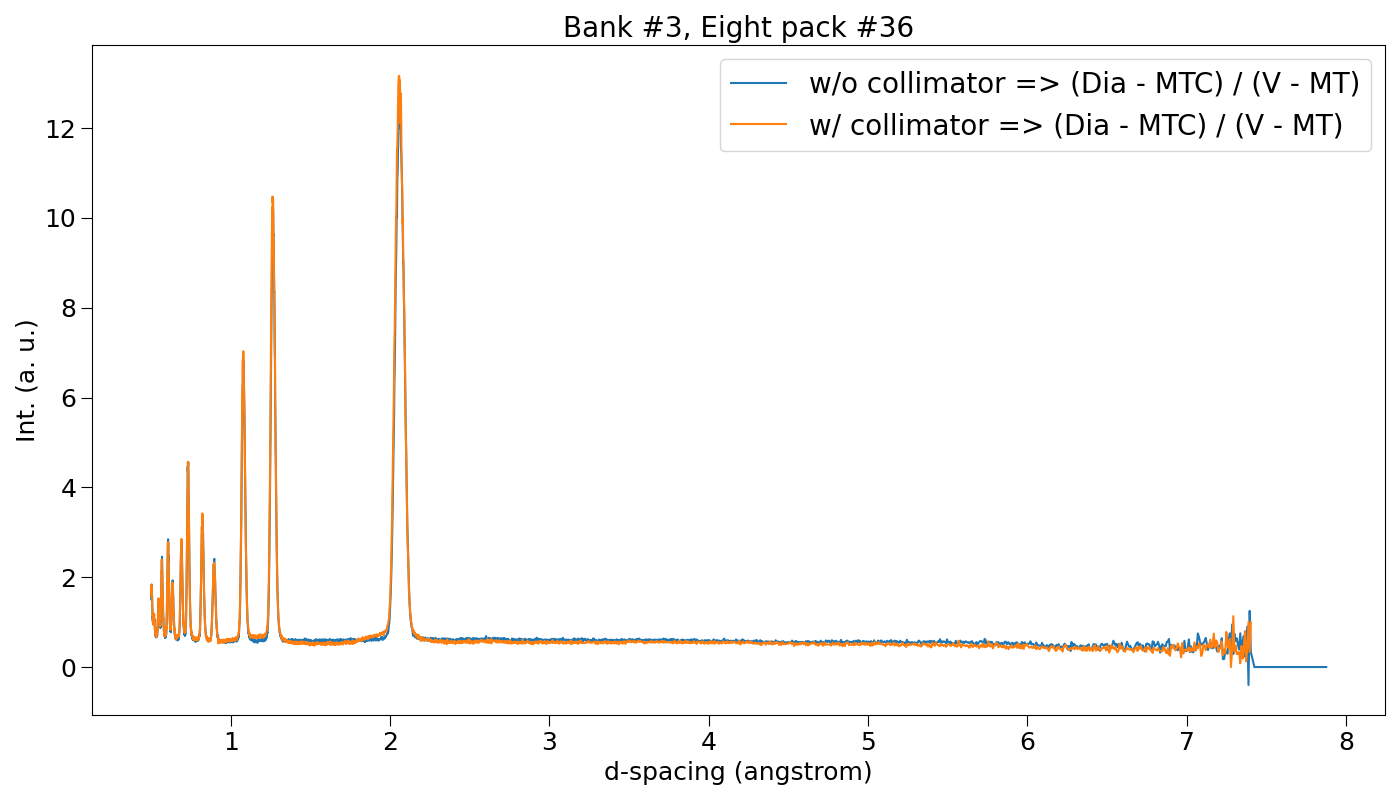 Bank #3, Eight pack #36
w/o collimator => (Dia - MTC) / (V - MT)
w/ collimator => (Dia - MTC) / (V - MT)
12
10
8
6
4
2
0
Int. (a. u.)
1 2 3 4 5 6 7 8
d-spacing (angstrom)